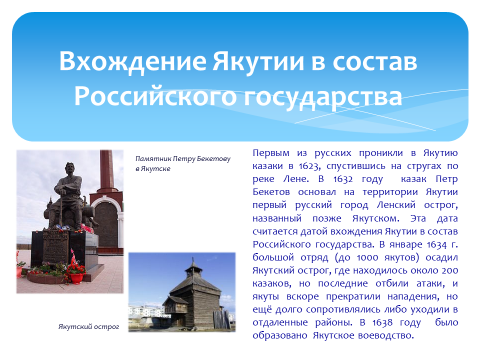 Вхождение Якутии в состав
Российского государства
Памятник Петру Бекетову
в Якутске
Якутский острог
Первым из русских проникли в Якутию
казаки в 1623, спустившись на стругах по
реке Лене. В 1632 году казак Петр
Бекетов основал на территории Якутии
первый русский город Ленский острог,
названный позже Якутском. Эта дата
считается датой вхождения Якутии в состав
Российского государства. В январе 1634 г.
большой отряд (до 1000 якутов) осадил
Якутский острог, где находилось около 200
казаков, но последние отбили атаки, и
якуты вскоре прекратили нападения, но
ещё долго сопротивлялись либо уходили в
отдаленные районы. В 1638 году было
образовано Якутское воеводство.